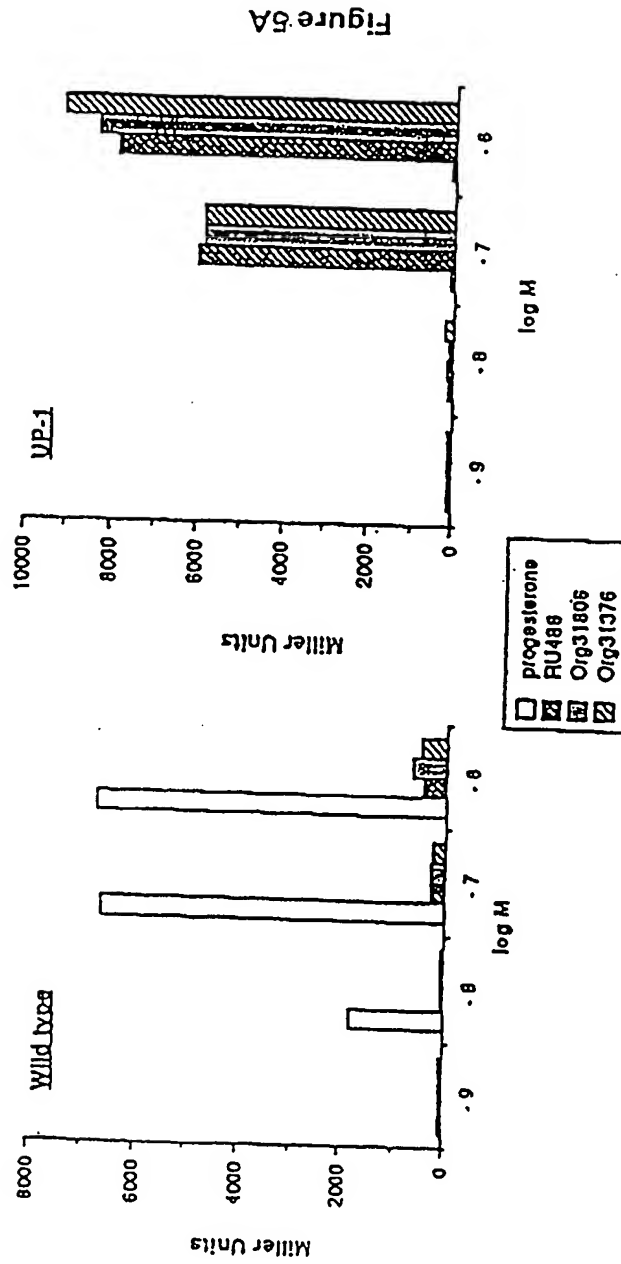 Wild type
8000
6000
4000
2000
0
Miller Units
- 9
- 8
- 7
- 6
log M
UP-1
10000
8000
6000
4000
2000
0
Miller Units
- 9
- 8
- 7
- 6
log M
progesterone
RU486
Org31806
Org31376
Figure 5A